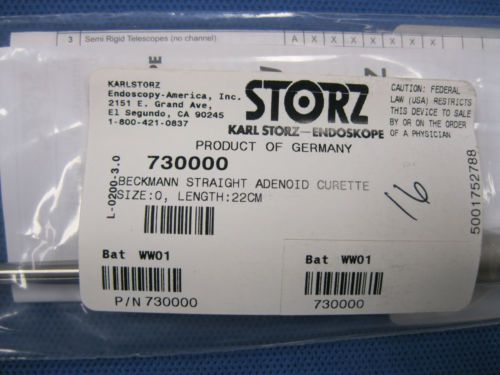 3 Semi Rigid Telescopes (no channel) A X X X X X X
KARLSTORZ
Endoscopy-America, Inc.
2151 E. Grand Ave,
El Segundo, CA 90245
1-800-421-0837
STORZ
KARL STORZ—ENDOSKOPE
CAUTION: FEDERAL
LAW (USA) RESTRICTS
THIS DEVICE TO SALE
BY OR ON THE ORDER
OF A PHYSICIAN
PRODUCT OF GERMANY
730000
BECKMANN STRAIGHT ADENOID CURETTE
SIZE:0, LENGTH:22CM
L-0200-3.0
16
5001752788
Bat WW01
P/N 730000
Bat WW01
730000